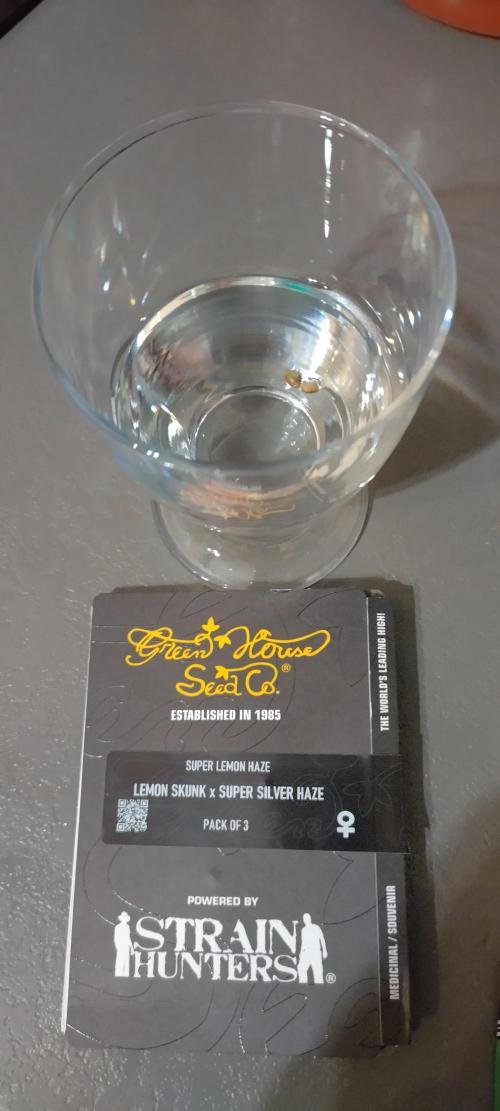 Green House
Seed Co.®
ESTABLISHED IN 1985
THE WORLD'S LEADING HIGH!
SUPER LEMON HAZE
LEMON SKUNK x SUPER SILVER HAZE
PACK OF 3
POWERED BY
STRAIN
HUNTERS®
MEDICINAL / SOUVENIR